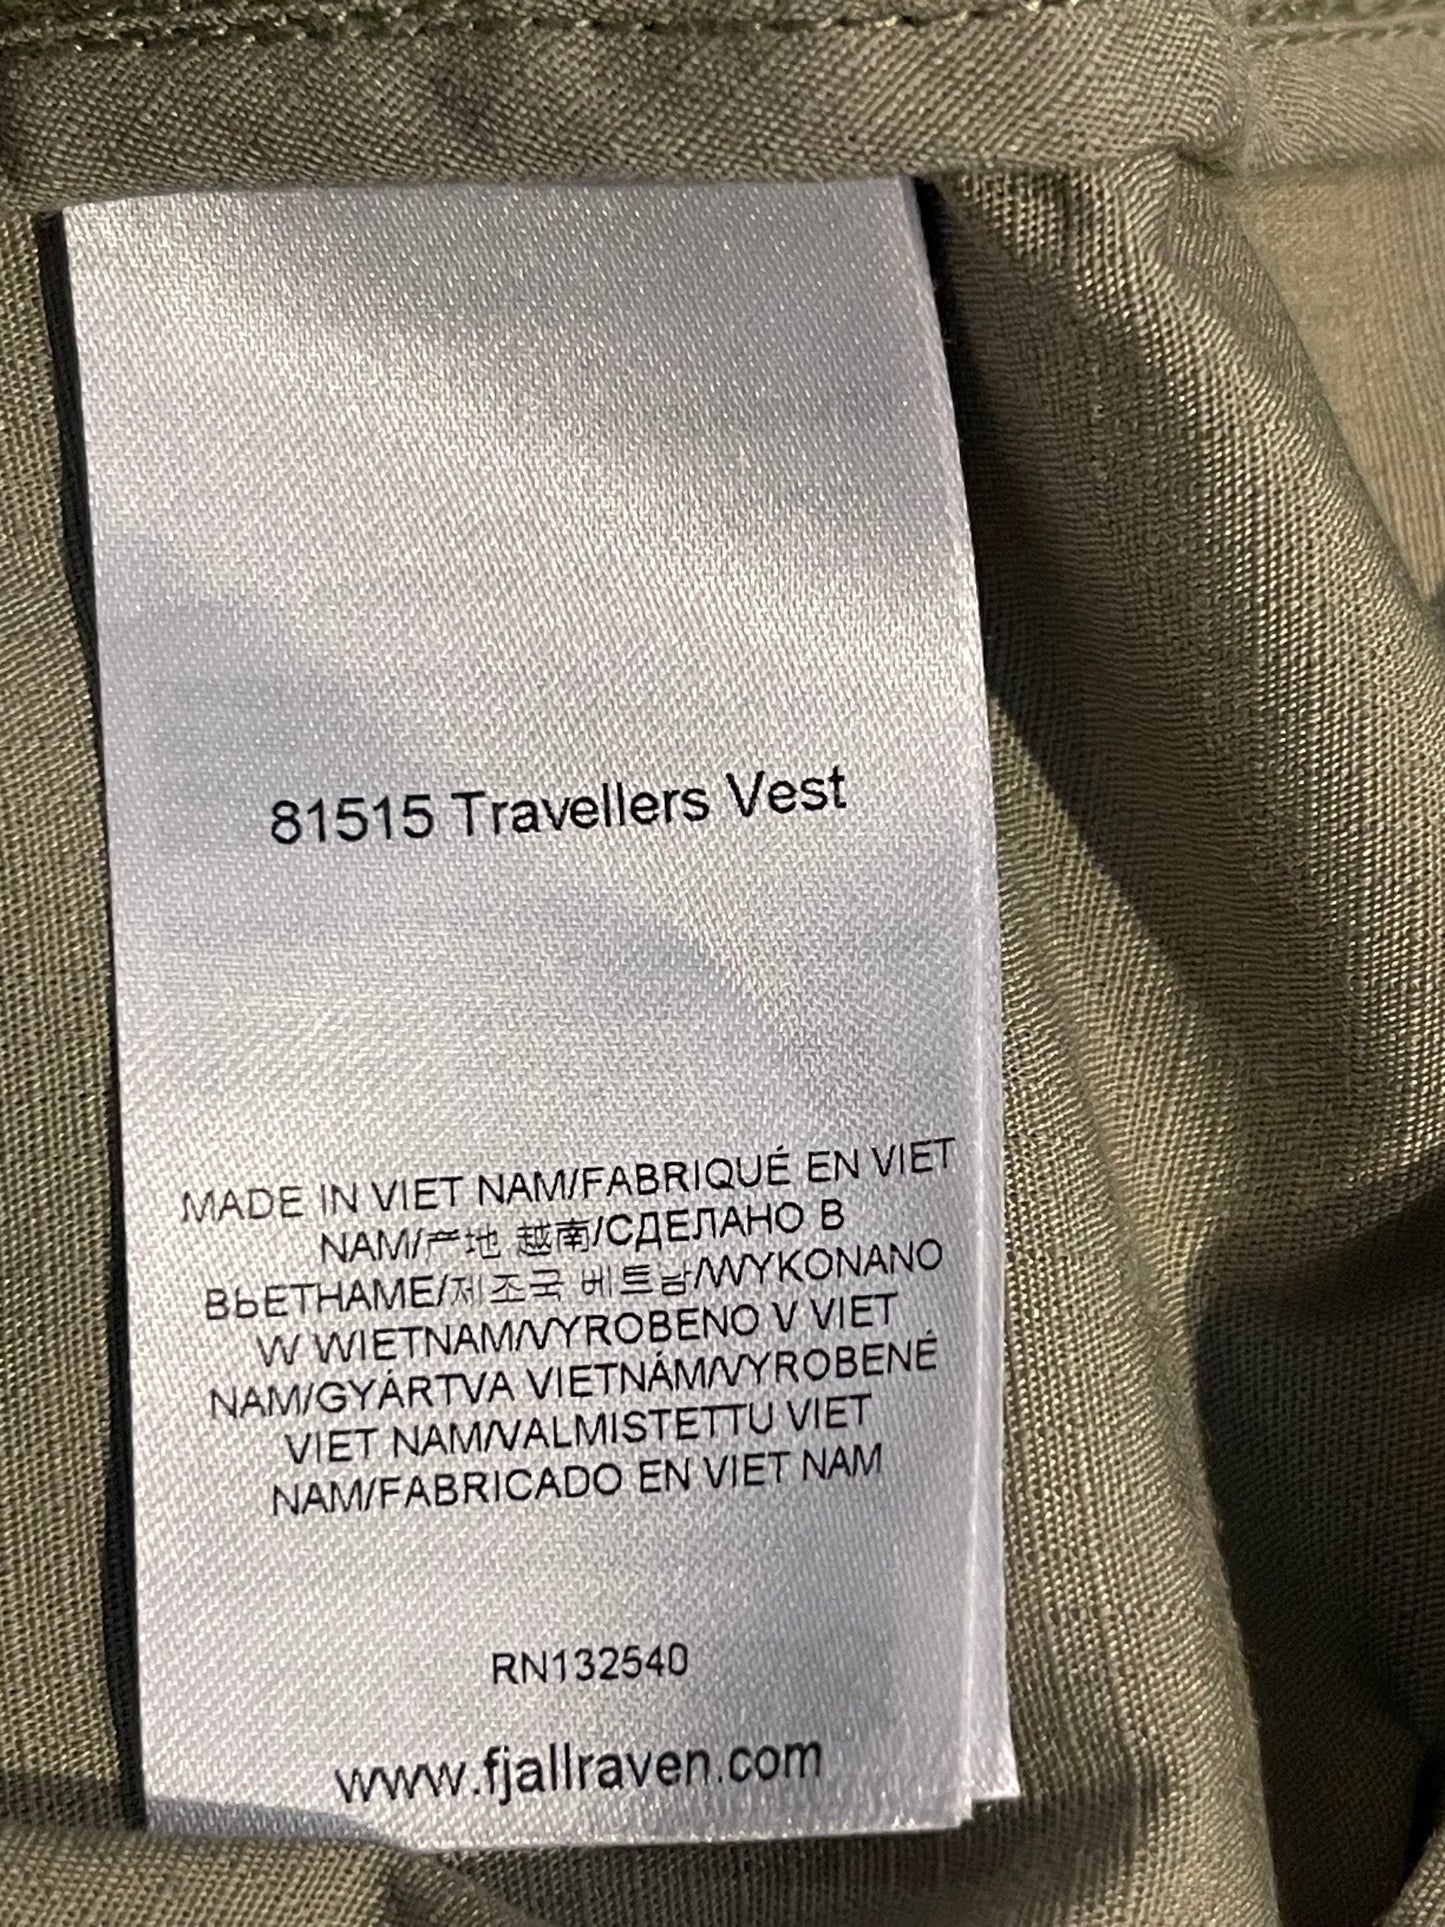 81515 Travellers Vest
MADE IN VIET NAM/FABRIQUÉ EN VIET
NAM/产地 越南/СДЕЛАНО В
ВЬЕТНАМЕ/제조국 베트남/WYKONANO
W WIETNAM/VYROBENO V VIET
NAM/GYÁRTVA VIETNÁM/VYROBENÉ
VIET NAM/VALMISTETTU VIET
NAM/FABRICADO EN VIET NAM
RN132540
www.fjallraven.com